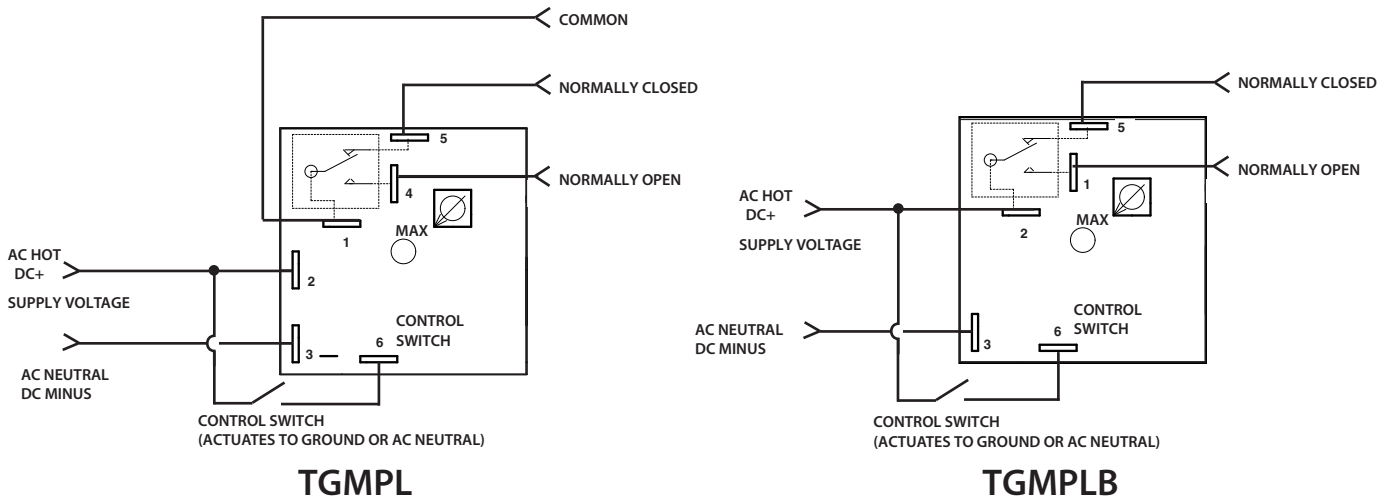 COMMON
NORMALLY CLOSED
5
4
NORMALLY OPEN
1
MAX
AC HOT
DC+
2
SUPPLY VOLTAGE
CONTROL
SWITCH
6
3
AC NEUTRAL
DC MINUS
CONTROL SWITCH
(ACTUATES TO GROUND OR AC NEUTRAL)
TGMPL
NORMALLY CLOSED
5
1
NORMALLY OPEN
AC HOT
DC+
2
MAX
SUPPLY VOLTAGE
CONTROL
SWITCH
6
AC NEUTRAL
DC MINUS
3
CONTROL SWITCH
(ACTUATES TO GROUND OR AC NEUTRAL)
TGMPLB